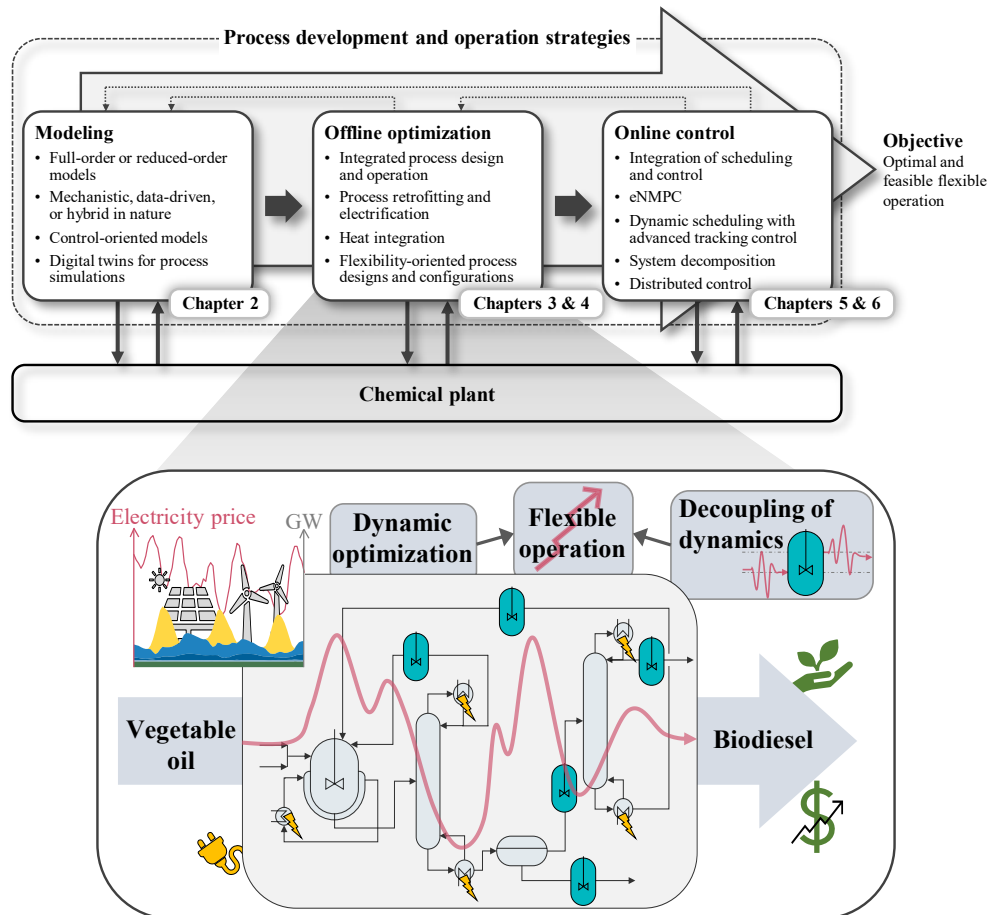 Process development and operation strategies
Modeling
• Full-order or reduced-order
models
• Mechanistic, data-driven,
or hybrid in nature
• Control-oriented models
• Digital twins for process
simulations
Chapter 2
Offline optimization
• Integrated process design
and operation
• Process retrofitting and
electrification
• Heat integration
• Flexibility-oriented process
designs and configurations
Chapters 3 & 4
Online control
• Integration of scheduling
and control
• eNMPC
• Dynamic scheduling with
advanced tracking control
• System decomposition
• Distributed control
Chapters 5 & 6
Objective
Optimal and
feasible flexible
operation
Chemical plant
Electricity price
GW
Dynamic
optimization
Flexible
operation
Decoupling of
dynamics
Vegetable
oil
Biodiesel
$